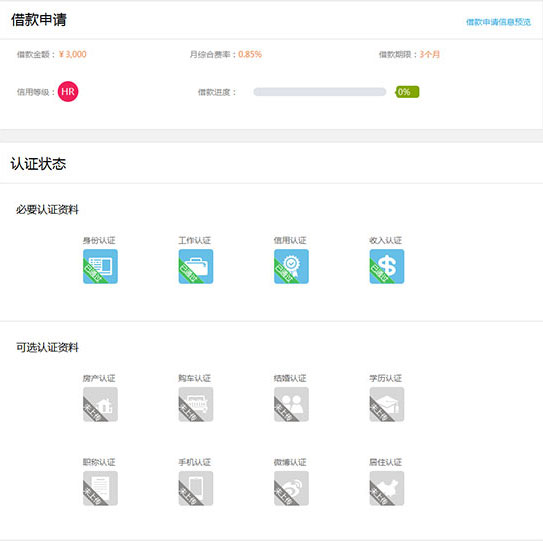 借款申请 借款申请信息预览
借款金额：￥3,000 月综合赛率：0.85% 借款期限：3个月
信用等级：HR 借款进度： 0%
认证状态
必要认证资料
身份认证 工作认证 信用认证 收入认证
已通过 已通过 已通过 已通过
可选认证资料
房产认证 购车认证 结婚认证 学历认证
未上传 未上传 未上传 未上传
职称认证 手机认证 微博认证 居住认证
未上传 未上传 未上传 未上传